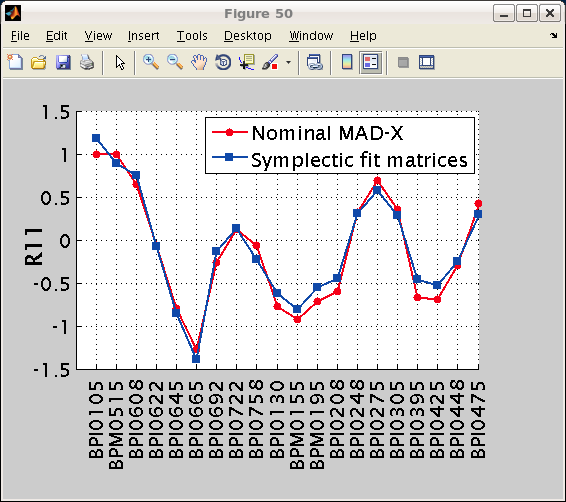 Figure 50
File Edit View Insert Tools Desktop Window Help
1.5
1
0.5
0
-0.5
-1
-1.5
R11
Nominal MAD-X
Symplectic fit matrices
BPI0105
BPM0515
BPI0608
BPI0622
BPI0645
BPI0665
BPI0692
BPI0722
BPI0758
BPI0130
BPM0155
BPM0195
BPI0208
BPI0248
BPI0275
BPI0305
BPI0395
BPI0425
BPI0448
BPI0475